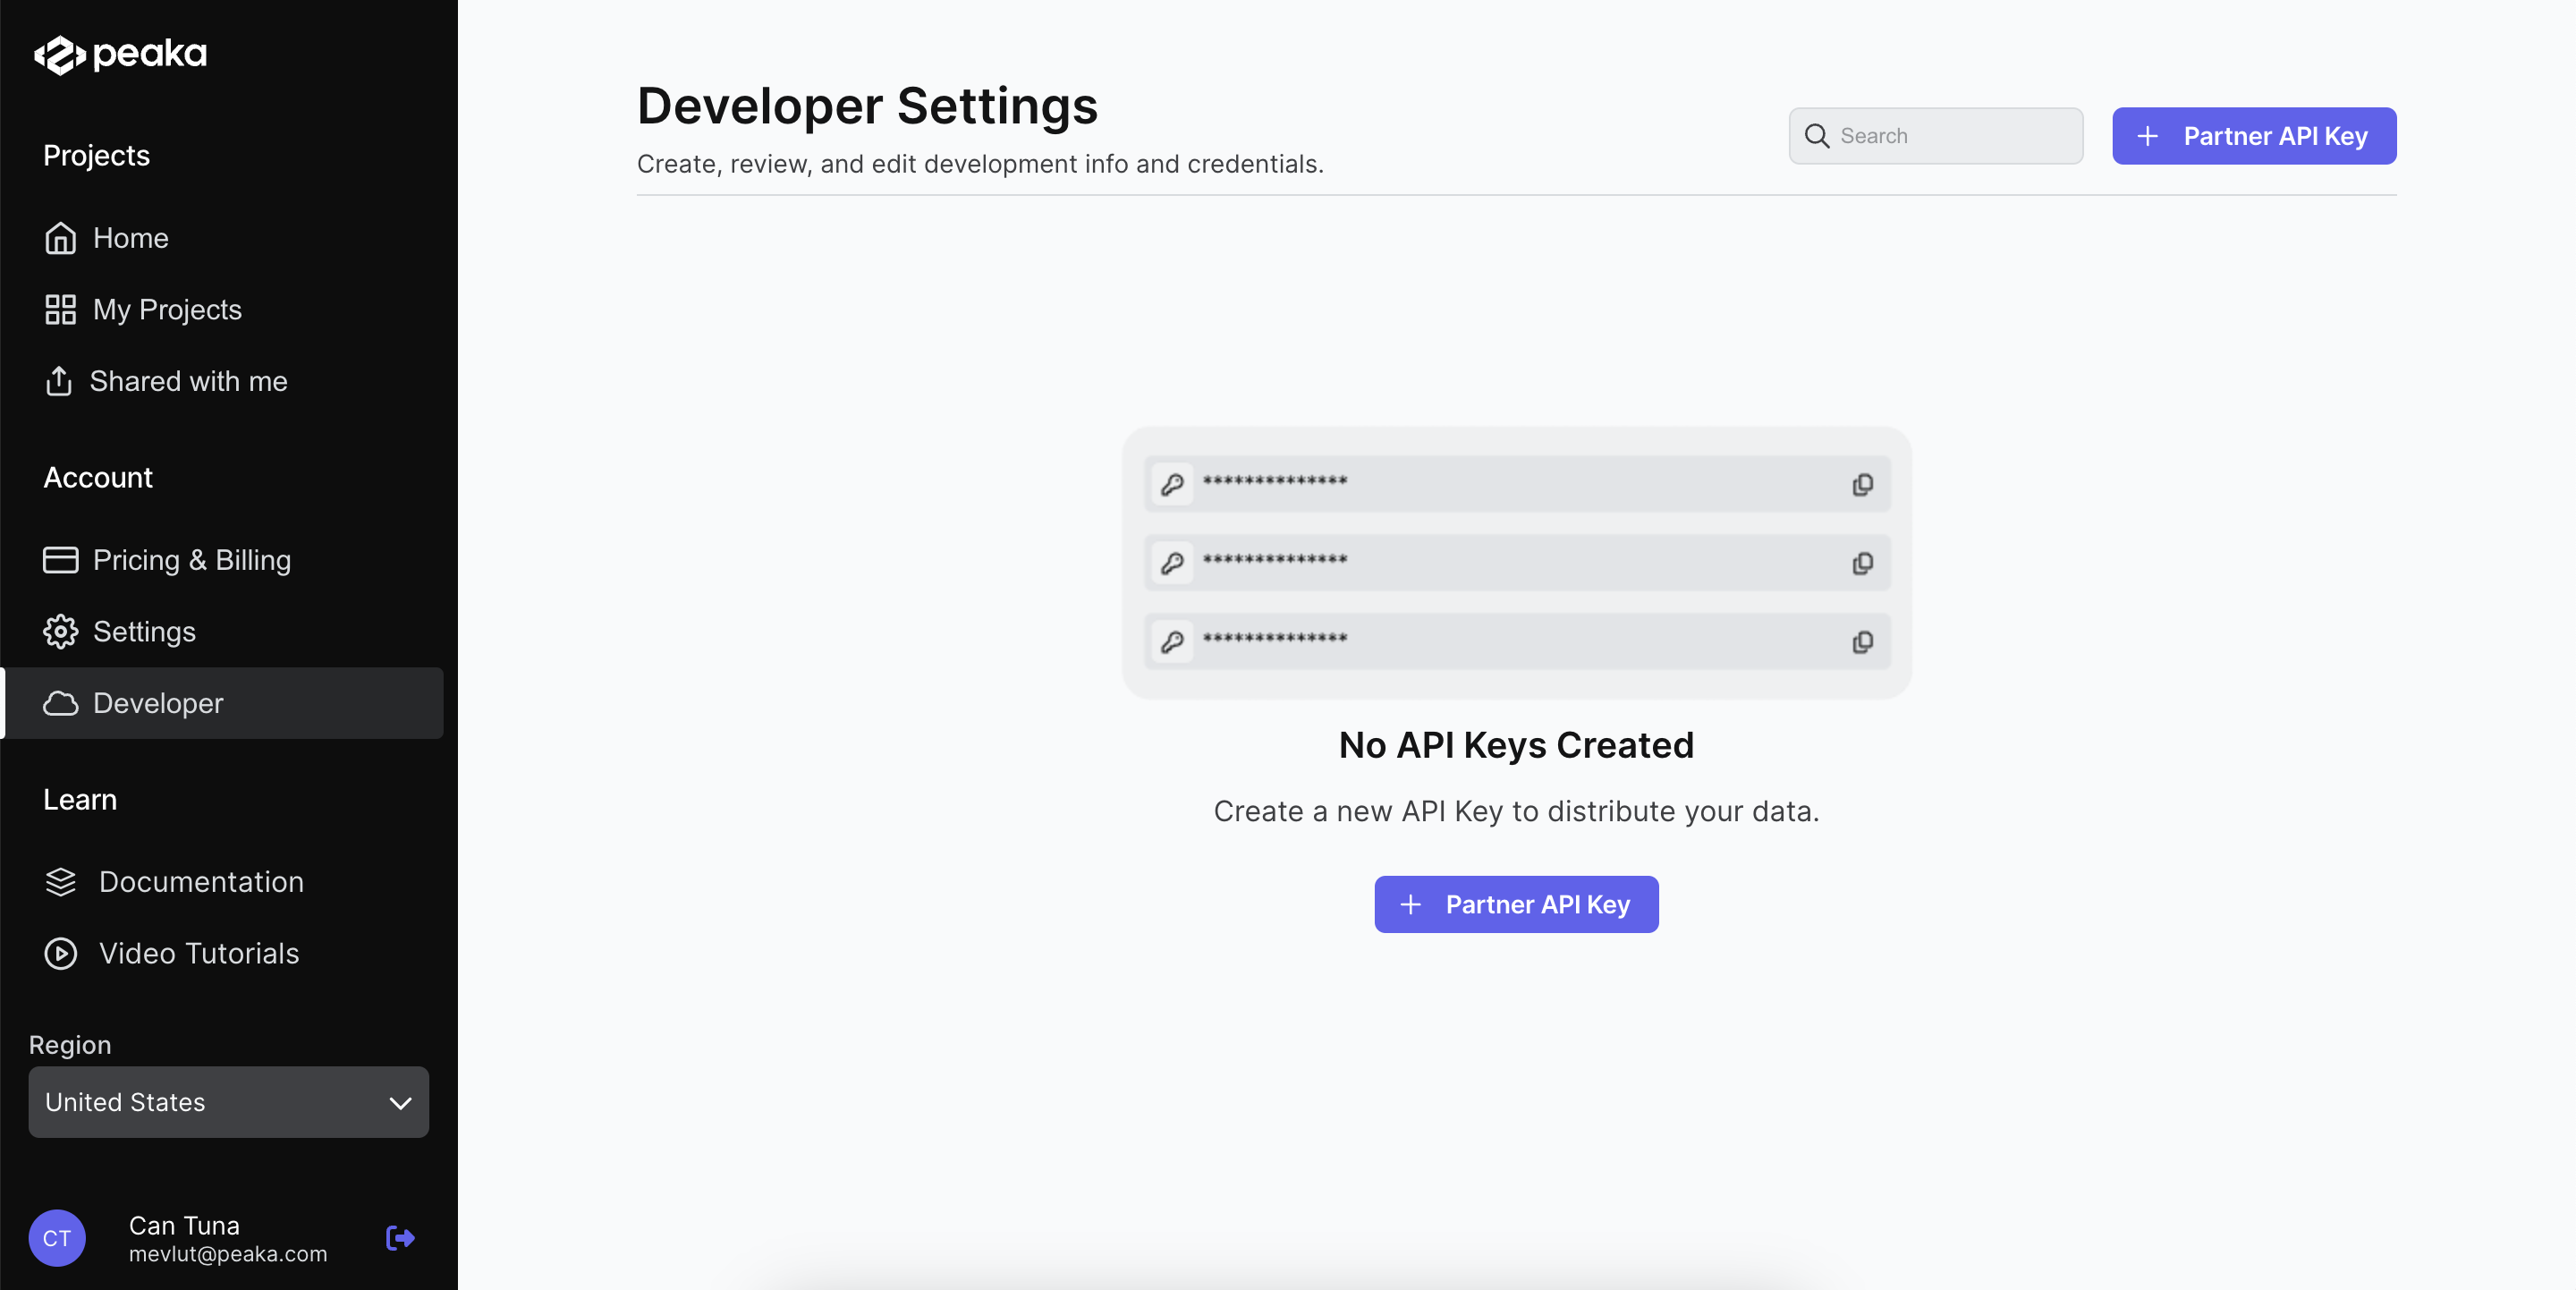 peaka
Projects
Home
My Projects
Shared with me
Account
Pricing & Billing
Settings
Developer
Learn
Documentation
Video Tutorials
Region
United States
CT
Can Tuna
mevlut@peaka.com
Developer Settings
Create, review, and edit development info and credentials.
Search
+ Partner API Key
**************
**************
**************
No API Keys Created
Create a new API Key to distribute your data.
+ Partner API Key